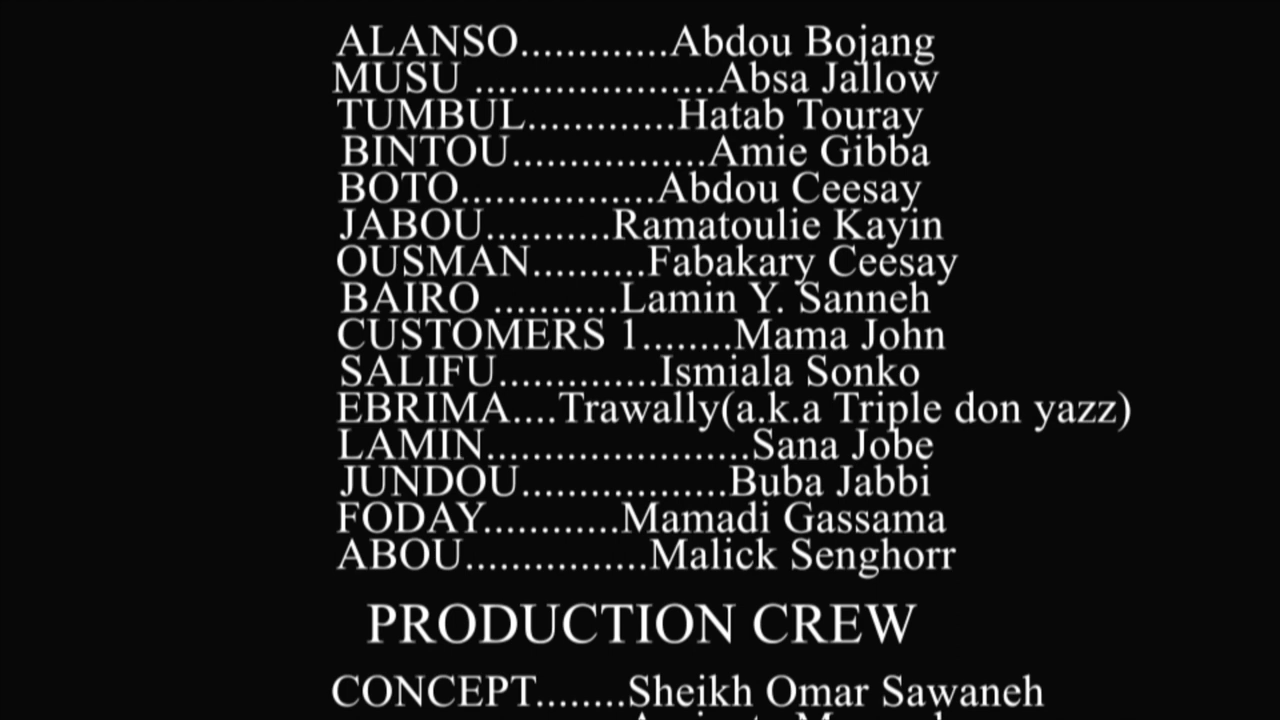 ALANSO.............Abdou Bojang
MUSU .....................Absa Jallow
TUMBUL.............Hatab Touray
BINTOU.................Amie Gibba
BOTO.................Abdou Ceesay
JABOU...........Ramatoulie Kayin
OUSMAN..........Fabakary Ceesay
BAIRO ...........Lamin Y. Sanneh
CUSTOMERS 1........Mama John
SALIFU..............Ismiala Sonko
EBRIMA....Trawally(a.k.a Triple don yazz)
LAMIN.......................Sana Jobe
JUNDOU..................Buba Jabbi
FODAY............Mamadi Gassama
ABOU................Malick Senghorr
PRODUCTION CREW
CONCEPT........Sheikh Omar Sawaneh